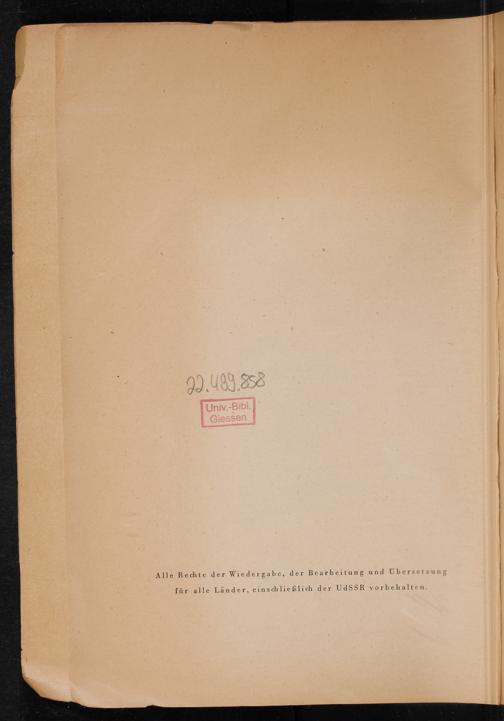 22.499.858
Univ.-Bibl.
Giessen
Alle Rechte der Wiedergabe, der Bearbeitung und Übersetzung
für alle Länder, einschließlich der UdSSR vorbehalten.